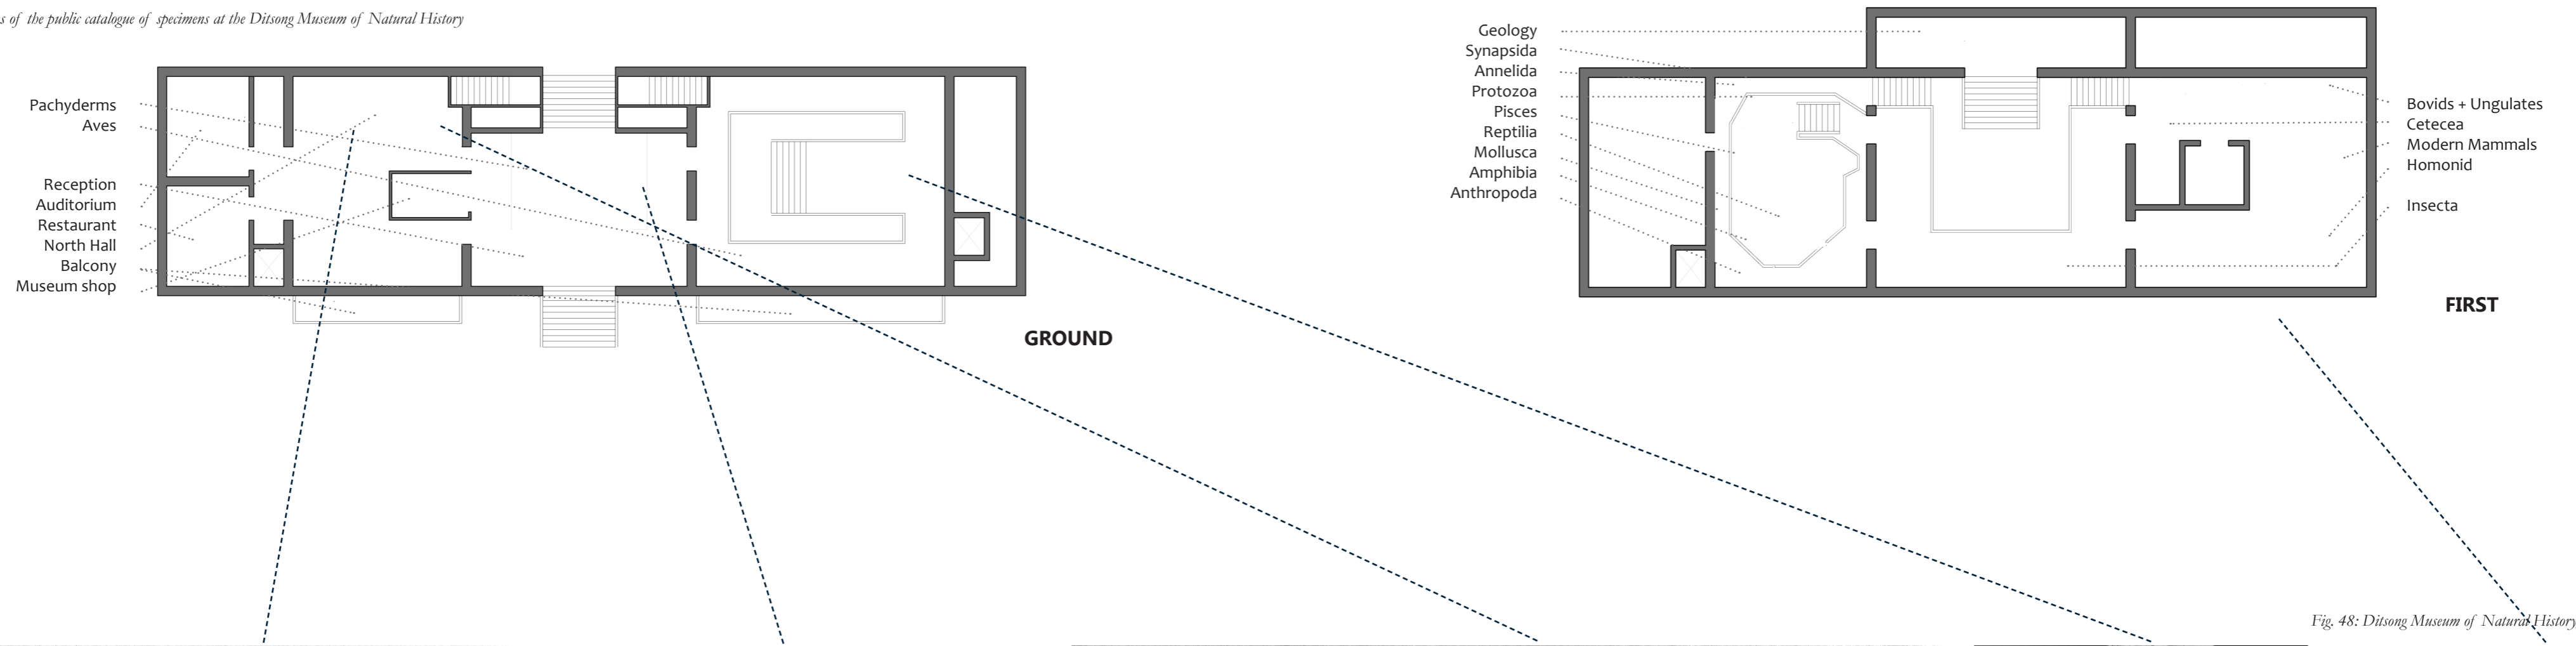 s of the public catalogue of specimens at the Ditsong Museum of Natural History
Pachyderms
Aves
Reception
Auditorium
Restaurant
North Hall
Balcony
Museum shop
GROUND
Geology
Synapsida
Annelida
Protozoa
Pisces
Reptilia
Mollusca
Amphibia
Anthropoda
Bovids + Ungulates
Cetecea
Modern Mammals
Homonid
Insecta
FIRST
Fig. 48: Ditsong Museum of Natural History